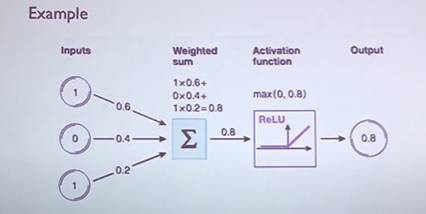 Example
Inputs
Weighted sum
Activation function
Output
1×0.6+
0×0.4+
1×0.2=0.8
max(0, 0.8)
1
0.6
ReLU
0
0.4
Σ
0.8
0.8
0.2
1